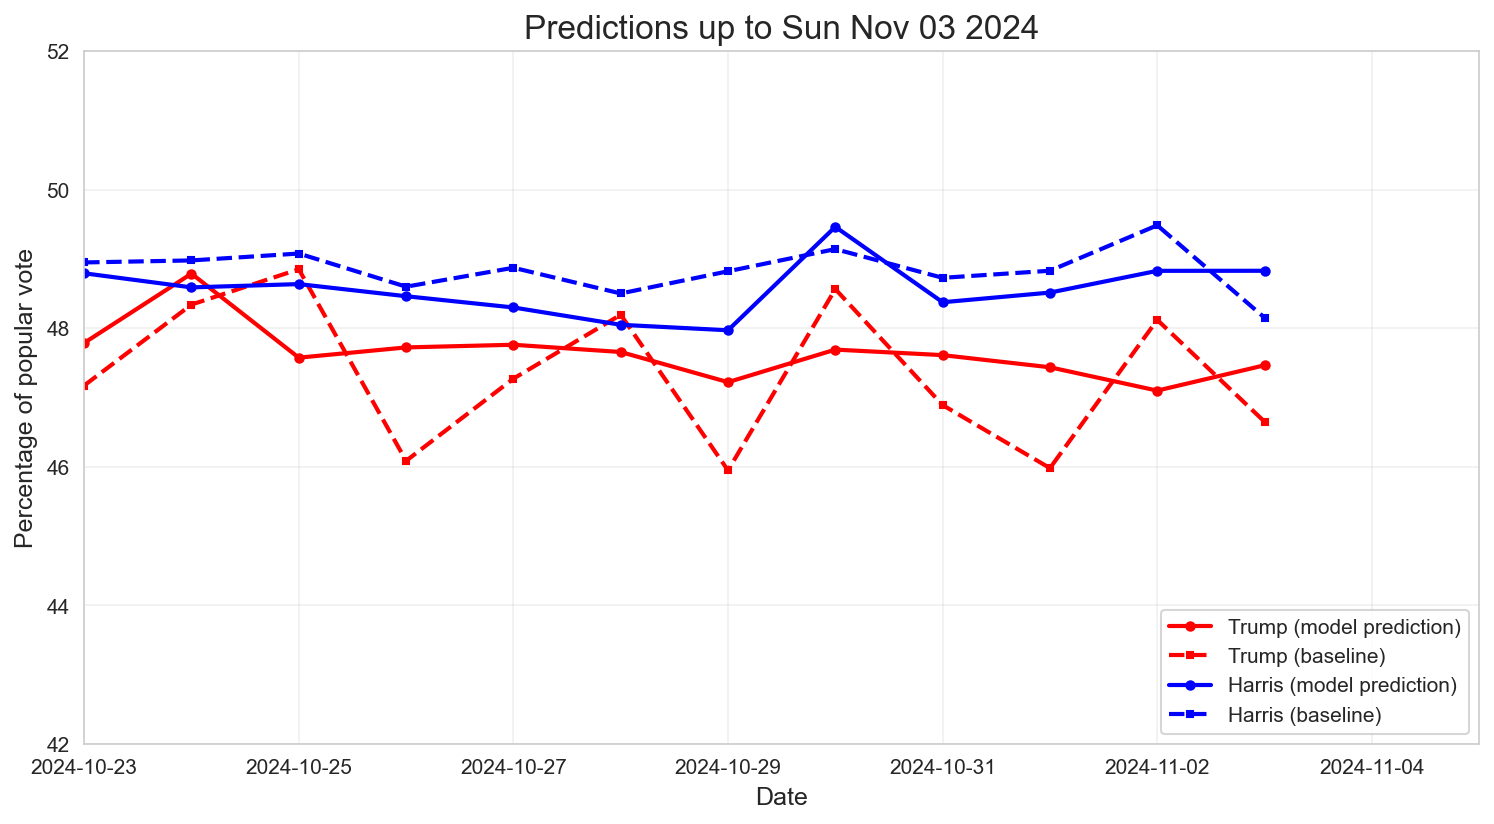 Predictions up to Sun Nov 03 2024
Percentage of popular vote
52
50
48
46
44
42
2024-10-23
2024-10-25
2024-10-27
2024-10-29
2024-10-31
2024-11-02
2024-11-04
Date
Trump (model prediction)
Trump (baseline)
Harris (model prediction)
Harris (baseline)